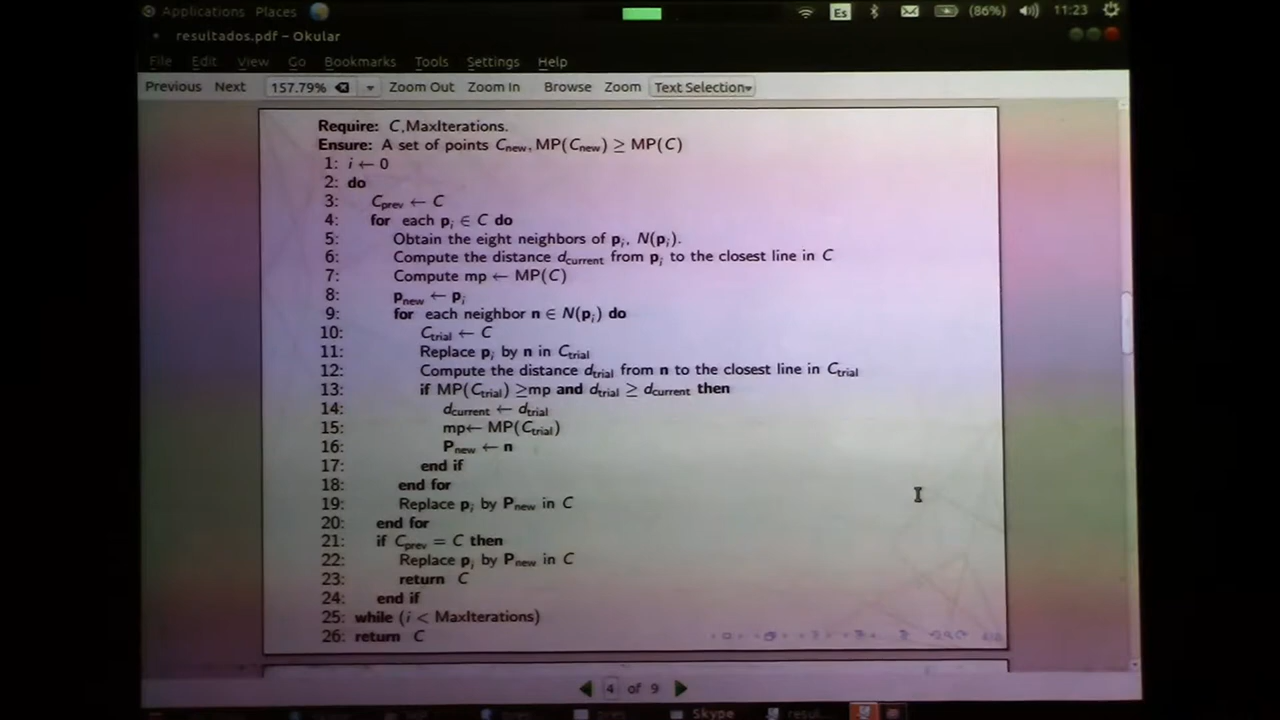 Applications Places Es (86%) 11:23
resultados.pdf – Okular
File Edit View Go Bookmarks Tools Settings Help
Previous Next 157.79% Zoom Out Zoom In Browse Zoom Text Selection
Require: C,MaxIterations.
Ensure: A set of points C_new, MP(C_new) ≥ MP(C)
1: i ← 0
2: do
3: C_prev ← C
4: for each p_i ∈ C do
5: Obtain the eight neighbors of p_i, N(p_i).
6: Compute the distance d_current from p_i to the closest line in C
7: Compute mp ← MP(C)
8: p_new ← p_i
9: for each neighbor n ∈ N(p_i) do
10: C_trial ← C
11: Replace p_i by n in C_trial
12: Compute the distance d_trial from n to the closest line in C_trial
13: if MP(C_trial) ≥mp and d_trial ≥ d_current then
14: d_current ← d_trial
15: mp← MP(C_trial)
16: P_new ← n
17: end if
18: end for
19: Replace p_i by P_new in C
20: end for
21: if C_prev = C then
22: Replace p_i by P_new in C
23: return C
24: end if
25: while (i < MaxIterations)
26: return C
4 of 9
Skype